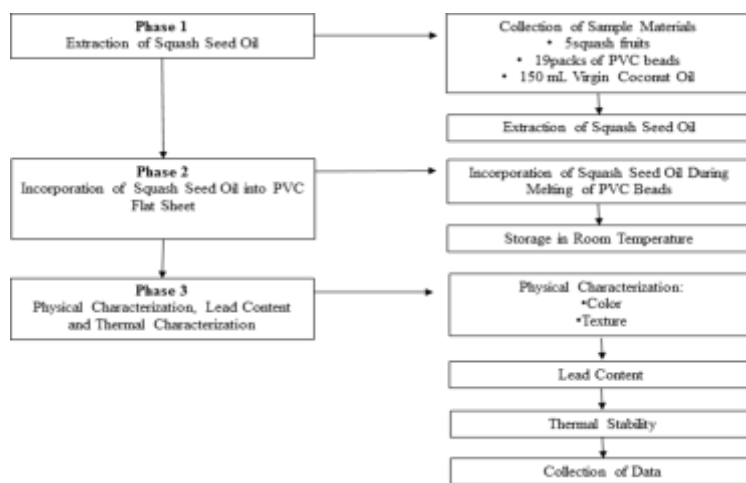 Phase 1
Extraction of Squash Seed Oil
Collection of Sample Materials
• 5squash fruits
• 19packs of PVC beads
• 150 mL Virgin Coconut Oil
Extraction of Squash Seed Oil
Phase 2
Incorporation of Squash Seed Oil into PVC
Flat Sheet
Incorporation of Squash Seed Oil During
Melting of PVC Beads
Storage in Room Temperature
Phase 3
Physical Characterization, Lead Content
and Thermal Characterization
Physical Characterization:
•Color
•Texture
Lead Content
Thermal Stability
Collection of Data